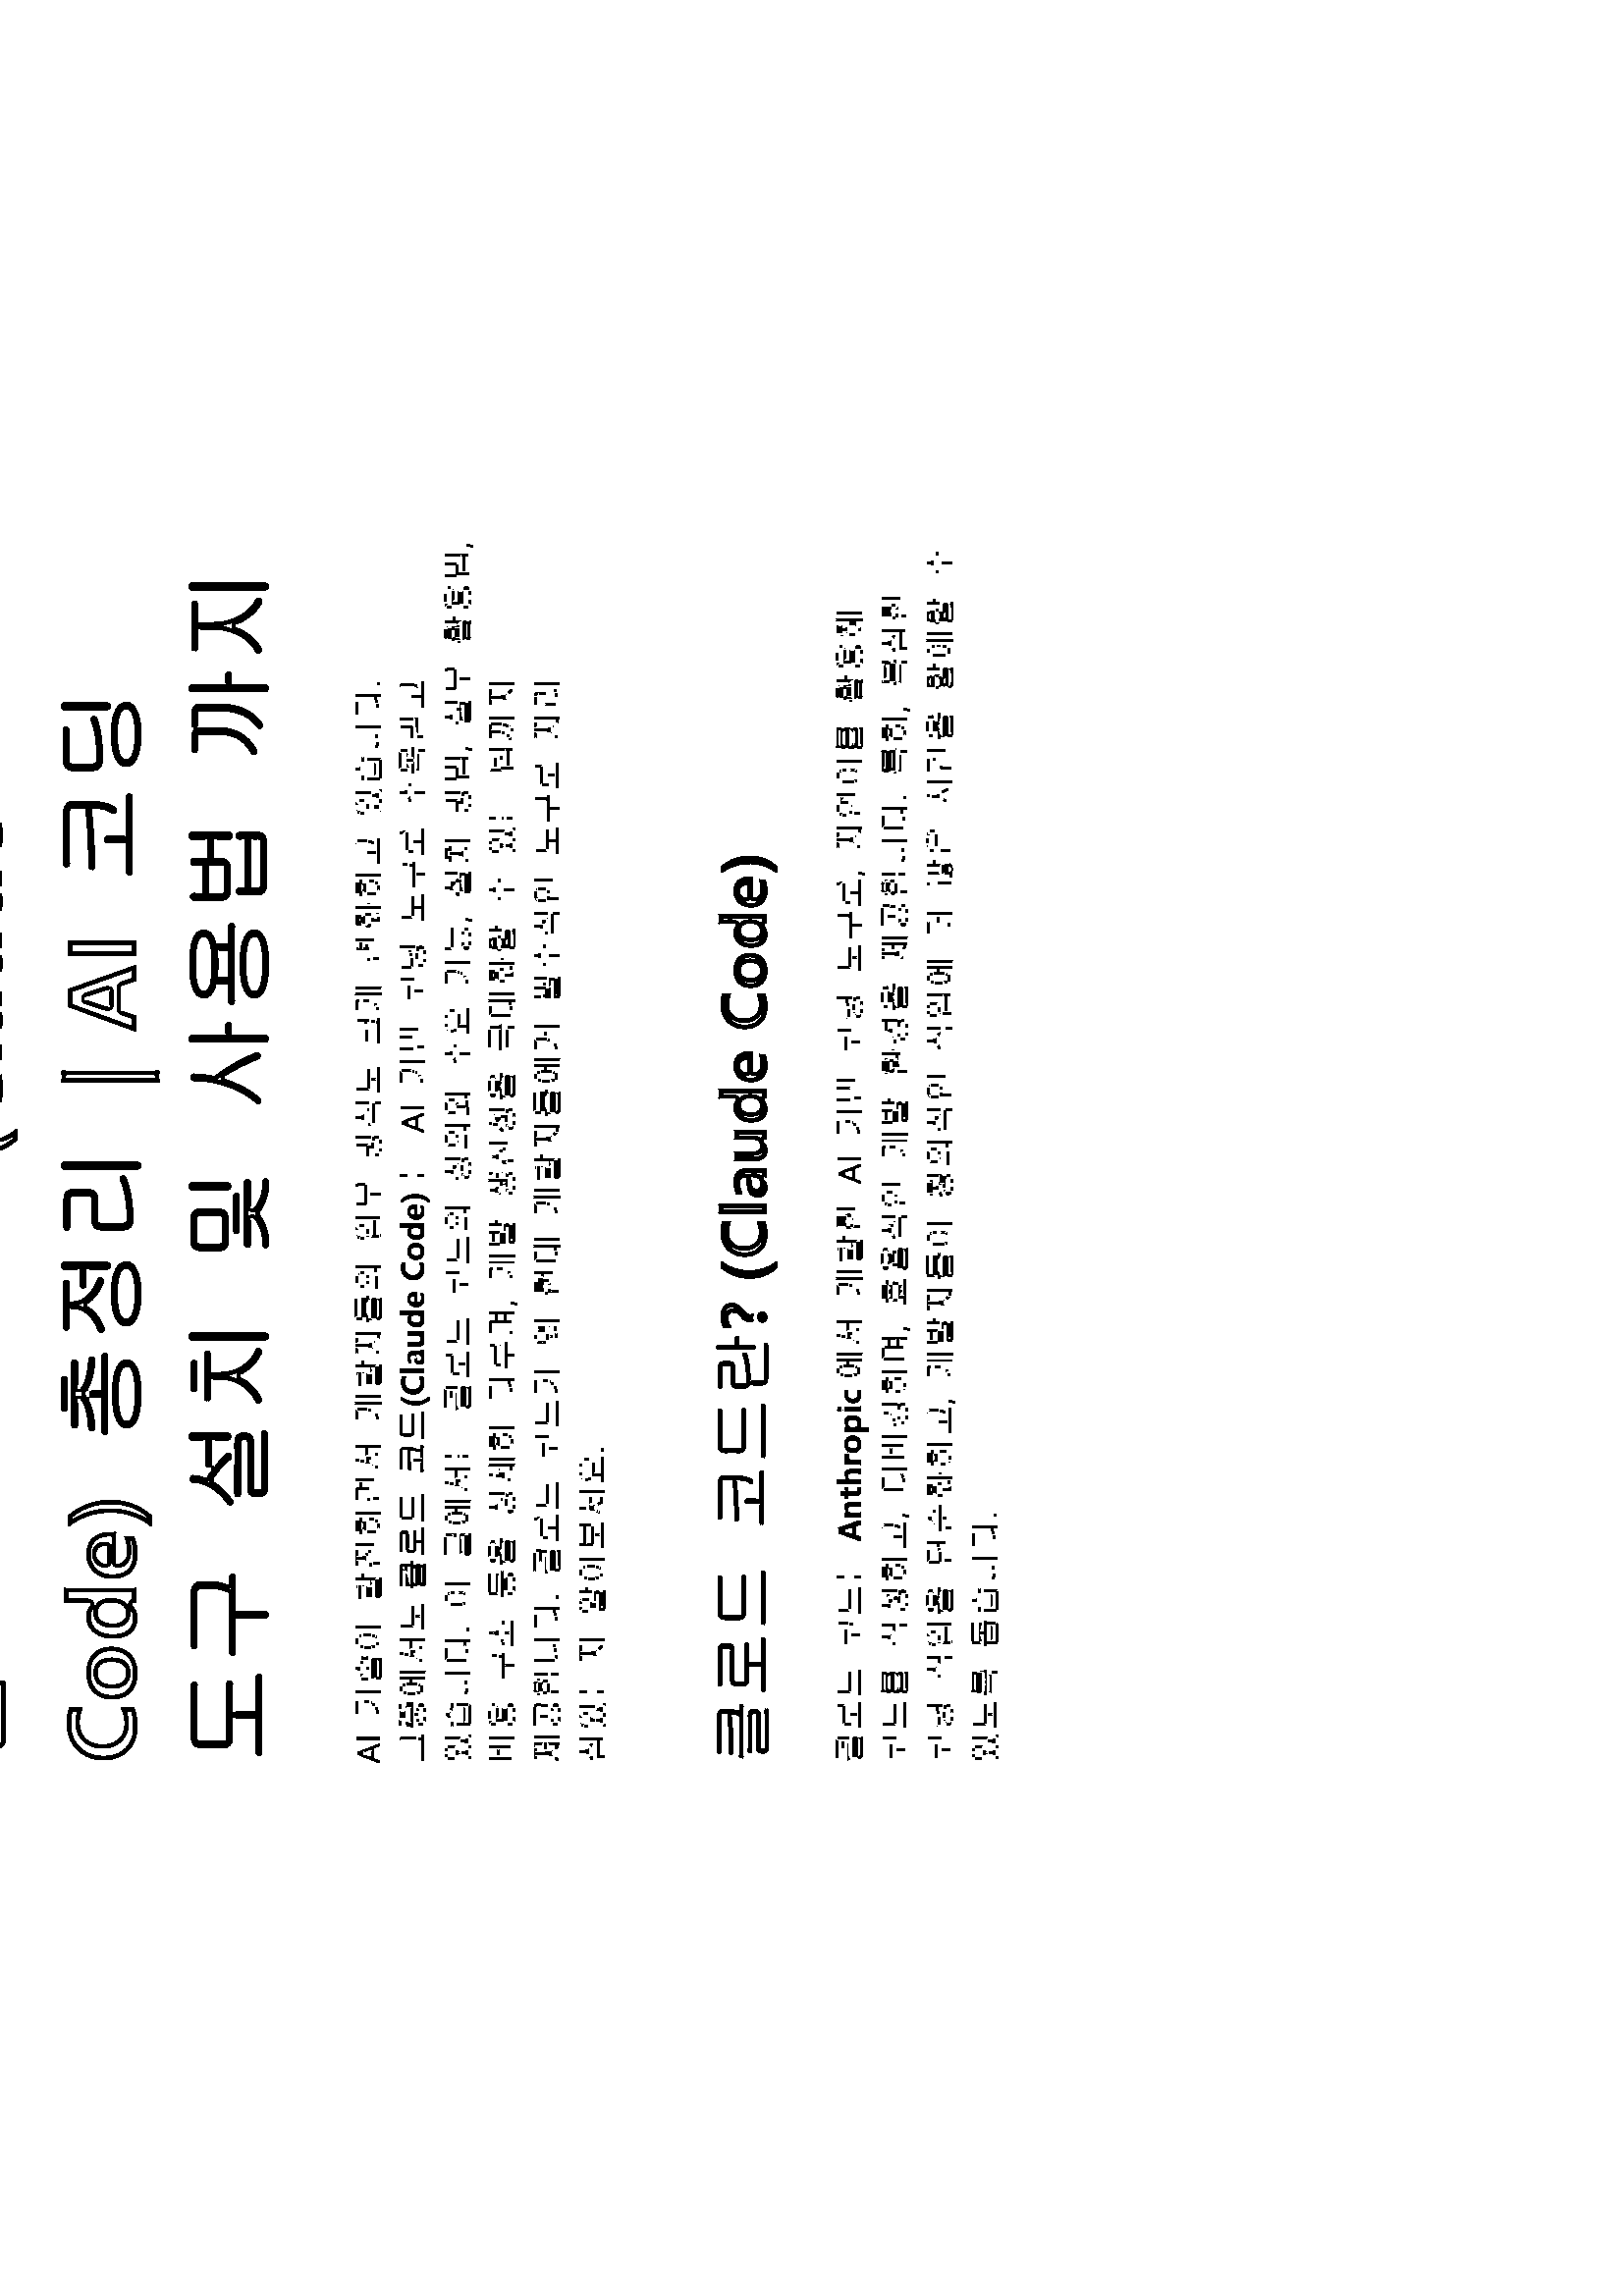 Code) 총정리 | AI 코딩
도구 설치 및 사용법 까지
AI 기술이 발전하면서 개발자들의 업무 방식도 크게 변화하고 있습니다.
그중에서도 클로드 코드(Claude Code)는 AI 기반 코딩 도구로 주목받고
있습니다. 이 글에서는 클로드 코드의 정의와 주요 기능, 설치 방법, 실무 활용법,
비용 구조 등을 상세히 다루며, 개발 생산성을 극대화할 수 있는 팁까지
제공합니다. 클로드 코드가 왜 현대 개발자들에게 필수적인 도구로 자리
잡았는지 알아보세요.
클로드 코드란? (Claude Code)
클로드 코드는 Anthropic에서 개발한 AI 기반 코딩 도구로, 자연어를 활용해
코드를 작성하고, 디버깅하며, 효율적인 개발 환경을 제공합니다. 특히, 복잡한
코딩 작업을 단순화하고, 개발자들이 창의적인 작업에 더 많은 시간을 할애할 수
있도록 돕습니다.